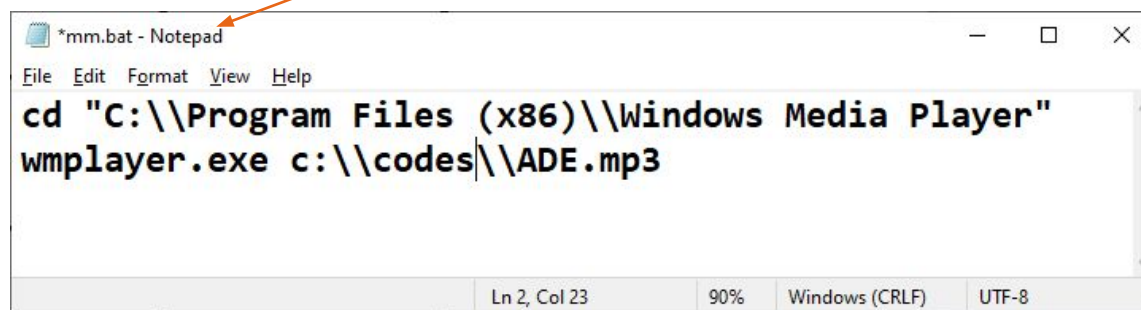 *mm.bat - Notepad
File Edit Format View Help
cd "C:\\Program Files (x86)\\Windows Media Player"
wmplayer.exe c:\\codes\\ADE.mp3
Ln 2, Col 23 90% Windows (CRLF) UTF-8